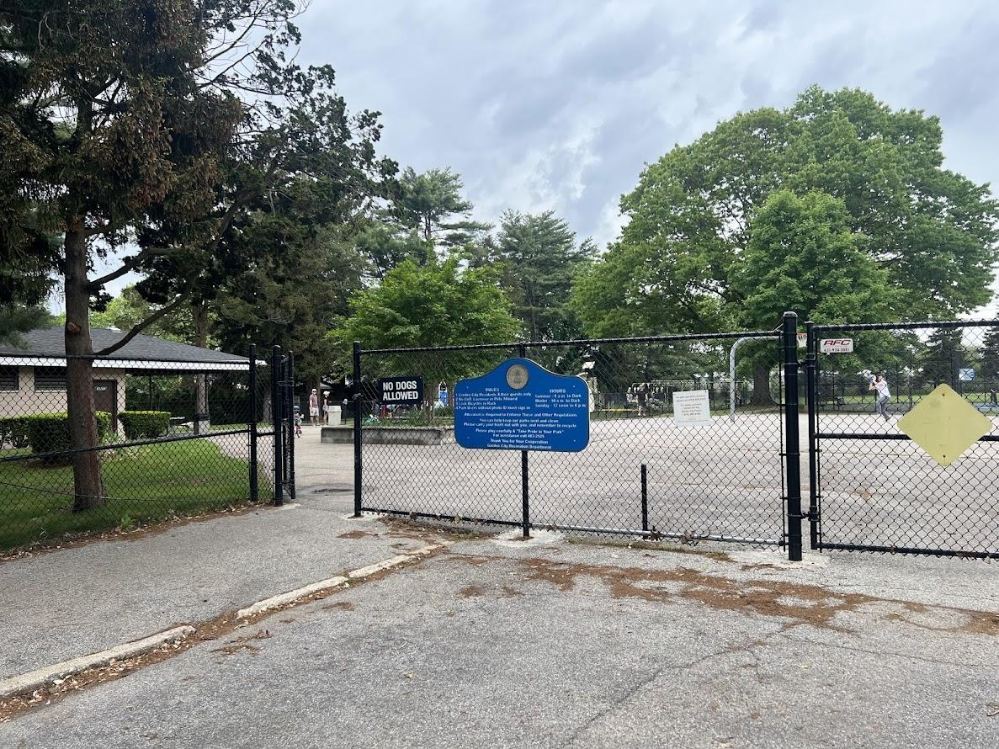 NO DOGS
ALLOWED
RULES
1 Garden City Residents & their guests only
2 No Golf, Lacrosse or Pets Allowed
3 Lock Bicycles in Rack
4 Park Users without photo ID must sign in
HOURS
Summer - 9 a.m. to Dark
Winter - 10 a.m. to Dark
Sunday - 12 noon to 6 pm
Attendant is Required to Enforce These and Other Regulations.
You can help keep our parks neat and clean
Please carry your trash out with you, and remember to recycle
Please play carefully & "Take Pride In Your Park"
For assistance call
Thank You for Your Cooperation
Garden City Recreation Department
AFC